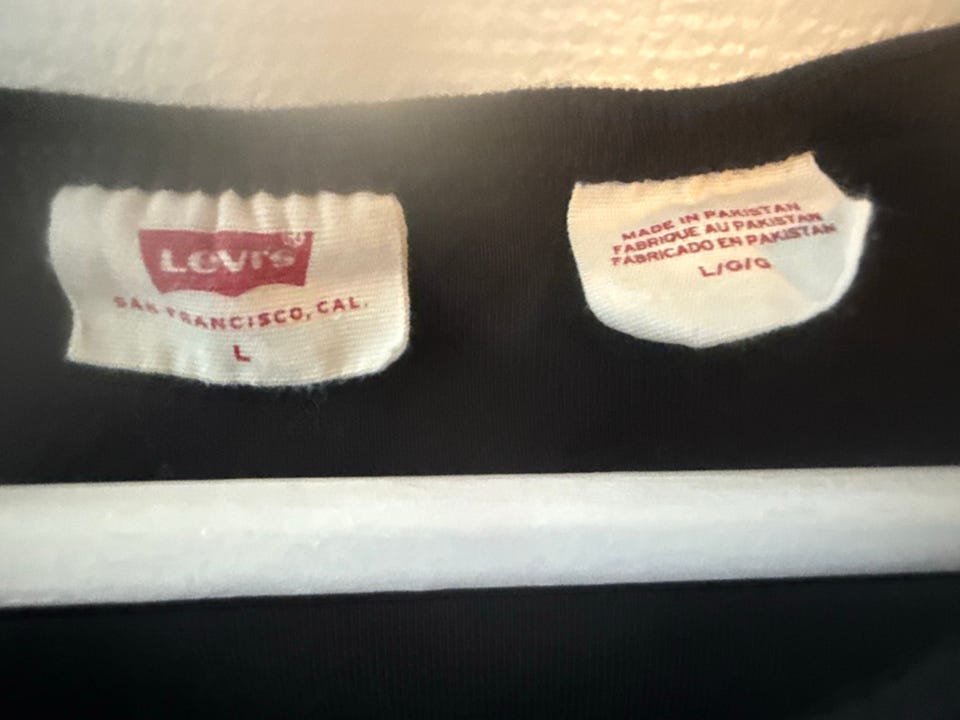 Levi's
SAN FRANCISCO, CAL.
L
MADE IN PAKISTAN
FABRIQUE AU PAKISTAN
FABRICADO EN PAKISTAN
L/G/G